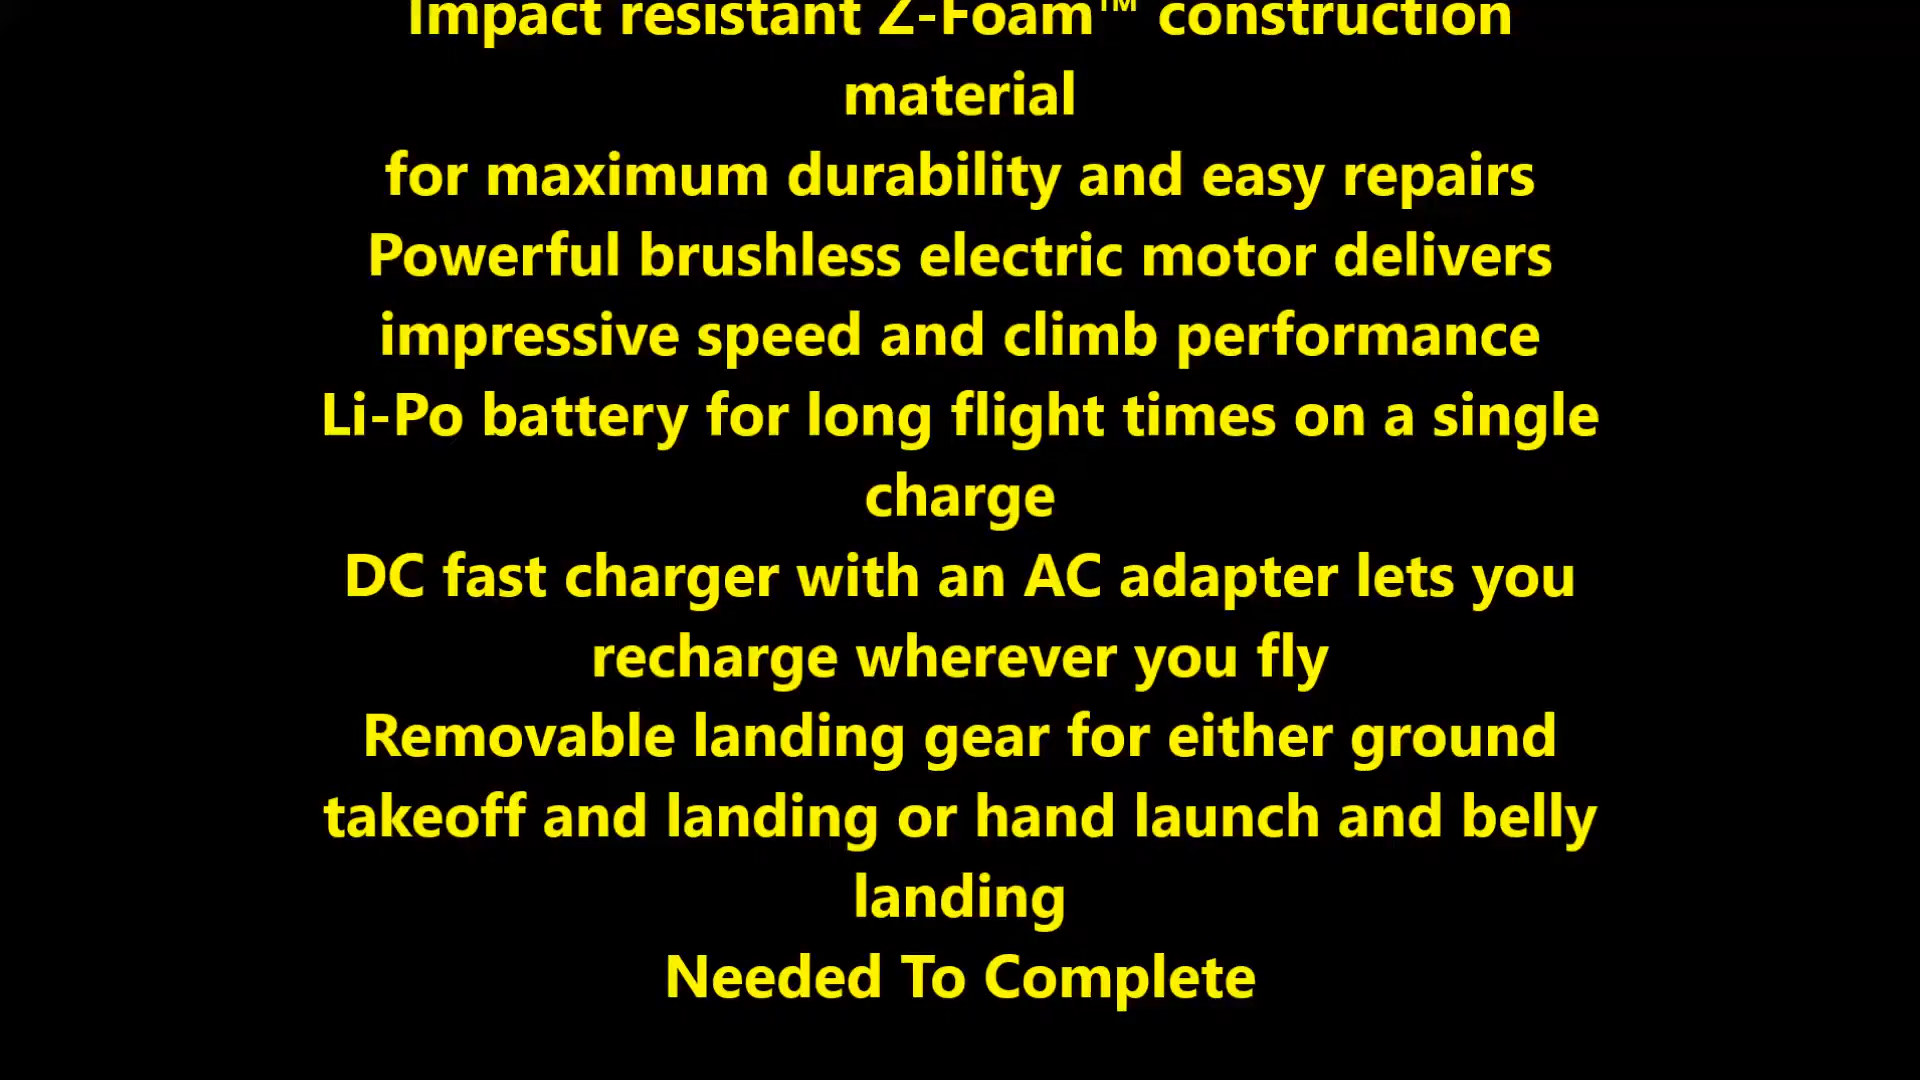 Impact resistant Z-Foam™ construction
material
for maximum durability and easy repairs
Powerful brushless electric motor delivers
impressive speed and climb performance
Li-Po battery for long flight times on a single
charge
DC fast charger with an AC adapter lets you
recharge wherever you fly
Removable landing gear for either ground
takeoff and landing or hand launch and belly
landing
Needed To Complete